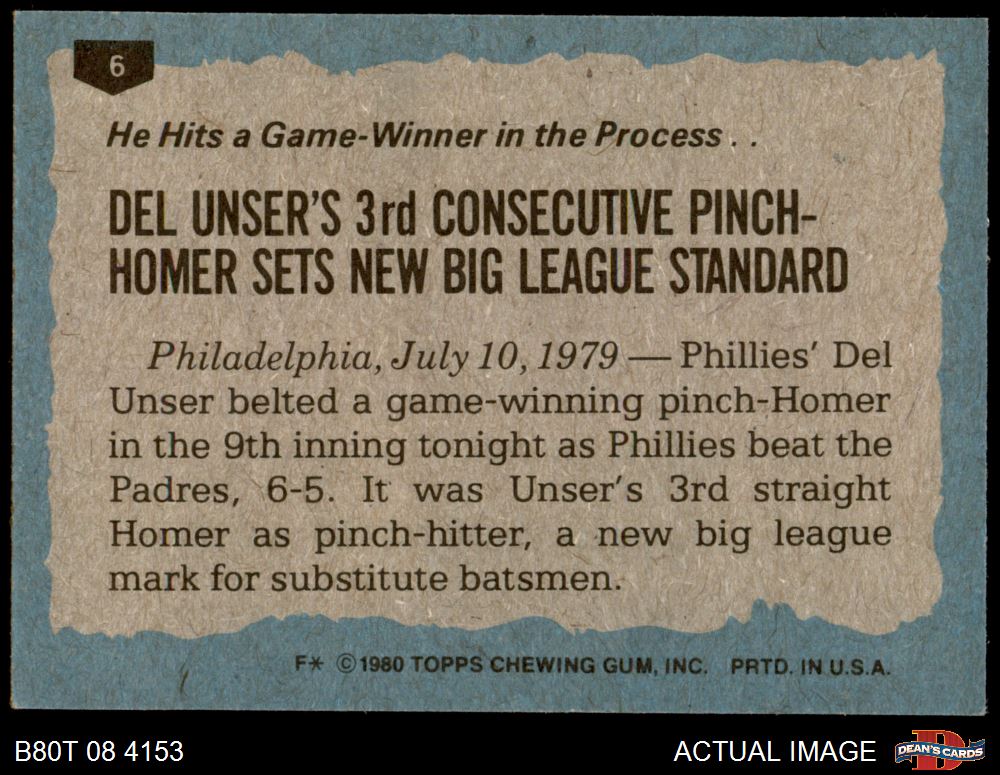 6
He Hits a Game-Winner in the Process . .
DEL UNSER'S 3rd CONSECUTIVE PINCH-
HOMER SETS NEW BIG LEAGUE STANDARD
Philadelphia, July 10, 1979 — Phillies' Del
Unser belted a game-winning pinch-Homer
in the 9th inning tonight as Phillies beat the
Padres, 6-5. It was Unser's 3rd straight
Homer as pinch-hitter, a new big league
mark for substitute batsmen.
F* © 1980 TOPPS CHEWING GUM, INC. PRTD. IN U.S.A.
B80T 08 4153
ACTUAL IMAGE
DEAN'S CARDS